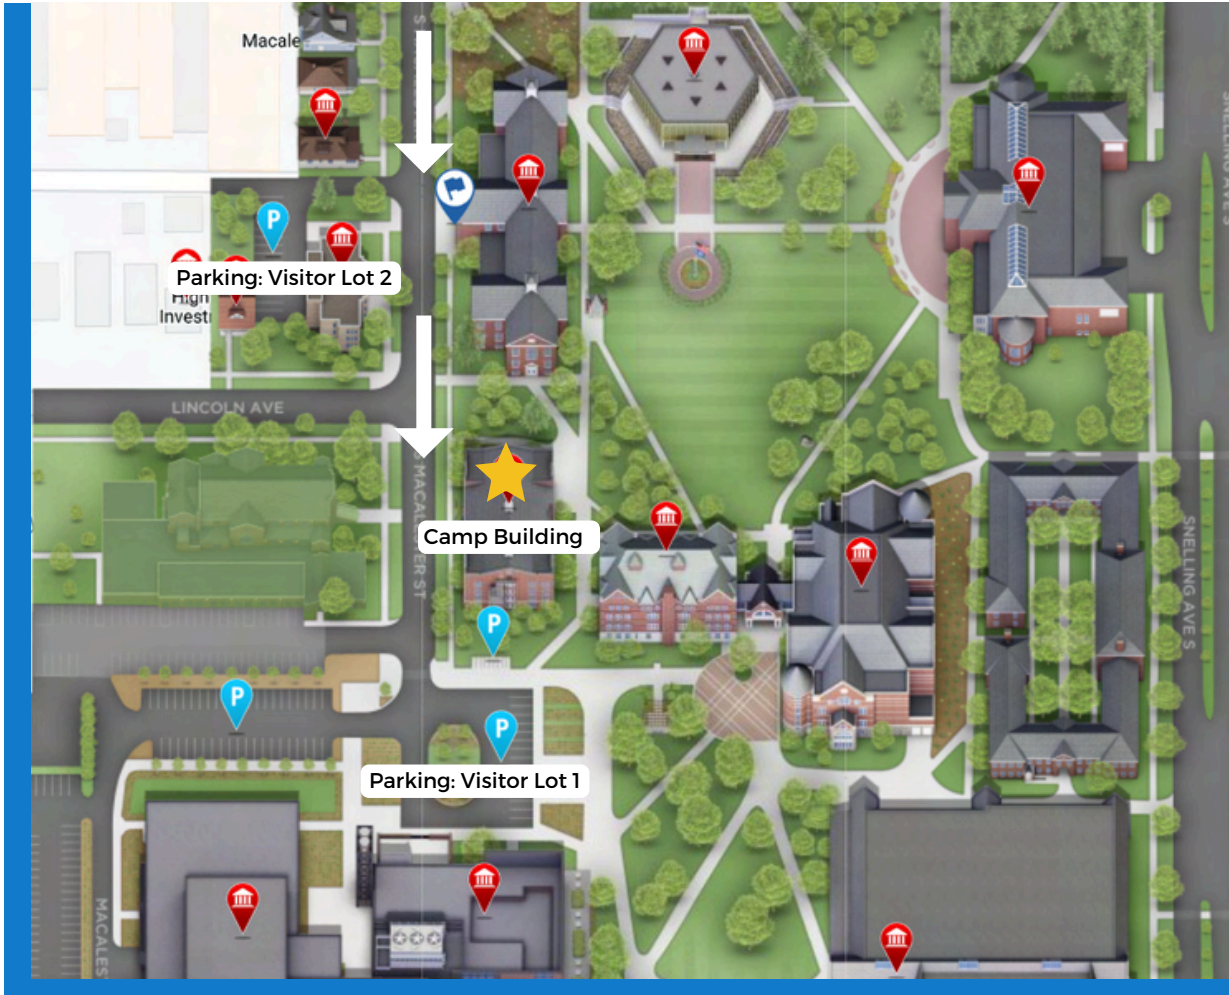 Macale
P
Parking: Visitor Lot 2
High
Investr
LINCOLN AVE
S MACALESTER ST
Camp Building
SNELLING AVE S
P
P
P
Parking: Visitor Lot 1
MACALES